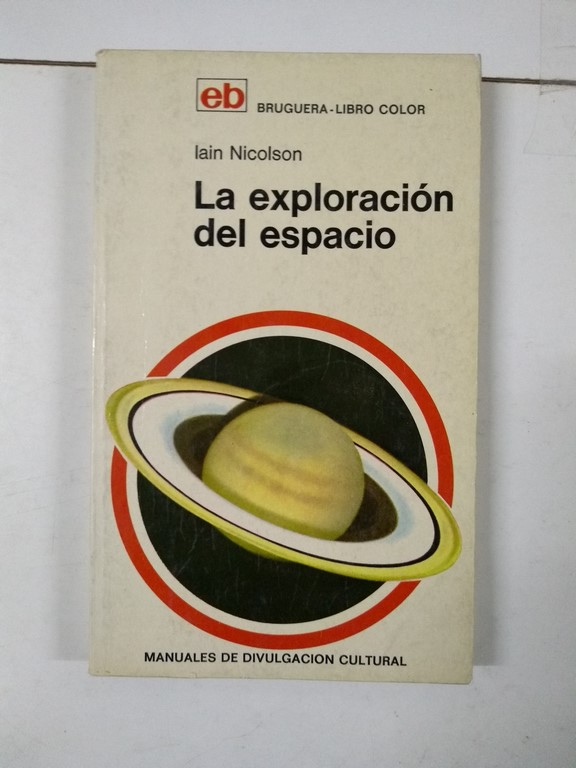 eb
BRUGUERA-LIBRO COLOR
Iain Nicolson
La exploración
del espacio
MANUALES DE DIVULGACION CULTURAL